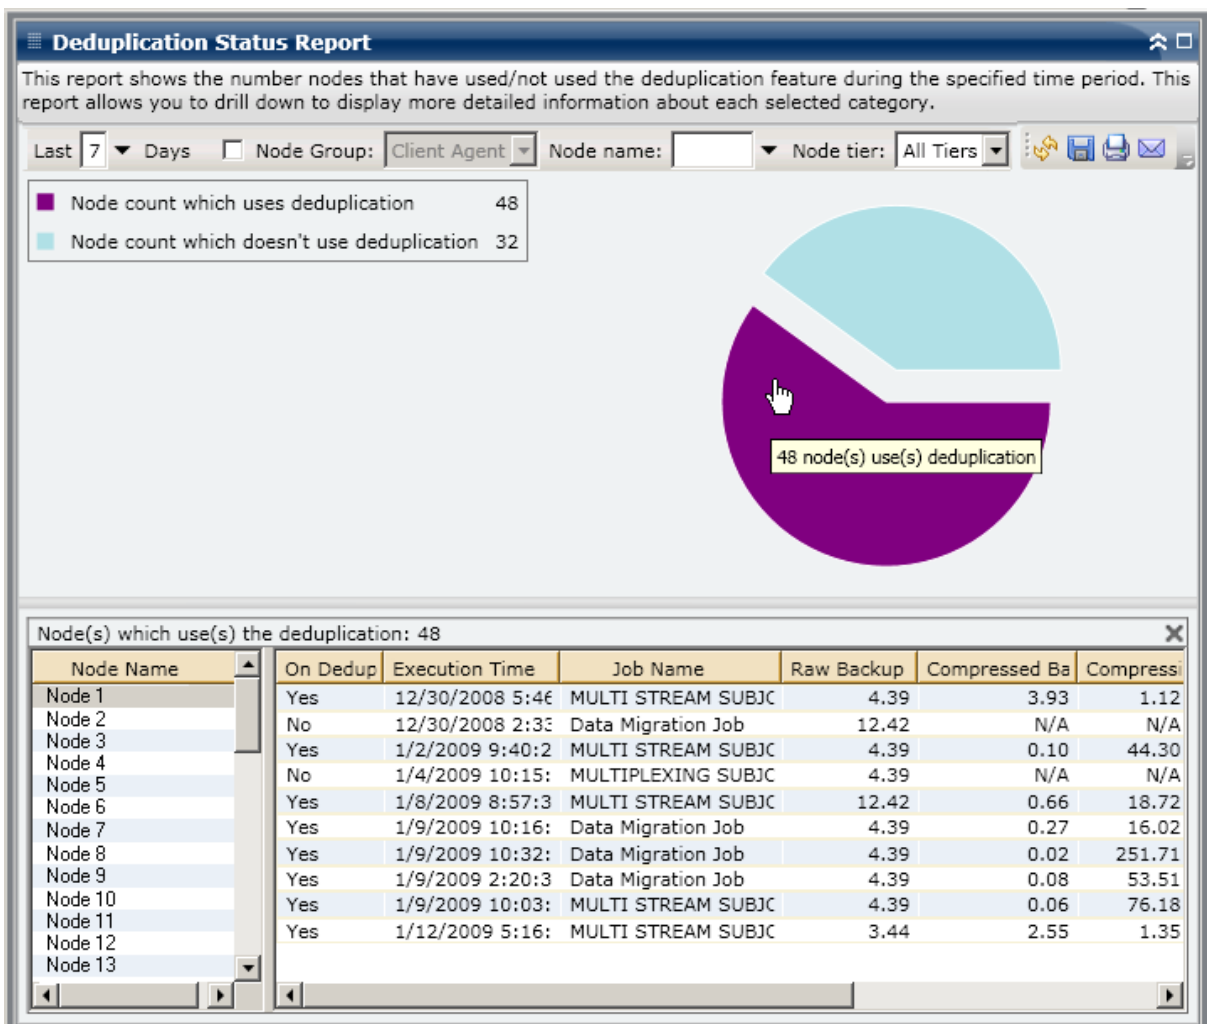 Deduplication Status Report
This report shows the number nodes that have used/not used the deduplication feature during the specified time period. This
report allows you to drill down to display more detailed information about each selected category.
Last 7 Days Node Group: Client Agent Node name: Node tier: All Tiers
Node count which uses deduplication 48
Node count which doesn't use deduplication 32
48 node(s) use(s) deduplication
Node(s) which use(s) the deduplication: 48
Node Name On Dedup Execution Time Job Name Raw Backup Compressed Ba Compressi
Node 1 Yes 12/30/2008 5:46 MULTI STREAM SUBJC 4.39 3.93 1.12
Node 2 No 12/30/2008 2:33 Data Migration Job 12.42 N/A N/A
Node 3 Yes 1/2/2009 9:40:2 MULTI STREAM SUBJC 4.39 0.10 44.30
Node 4 No 1/4/2009 10:15: MULTIPLEXING SUBJC 4.39 N/A N/A
Node 5 Yes 1/8/2009 8:57:3 MULTI STREAM SUBJC 12.42 0.66 18.72
Node 6 Yes 1/9/2009 10:16: Data Migration Job 4.39 0.27 16.02
Node 7 Yes 1/9/2009 10:32: Data Migration Job 4.39 0.02 251.71
Node 8 Yes 1/9/2009 2:20:3 Data Migration Job 4.39 0.08 53.51
Node 9 Yes 1/9/2009 10:03: MULTI STREAM SUBJC 4.39 0.06 76.18
Node 10 Yes 1/12/2009 5:16: MULTI STREAM SUBJC 3.44 2.55 1.35
Node 11
Node 12
Node 13